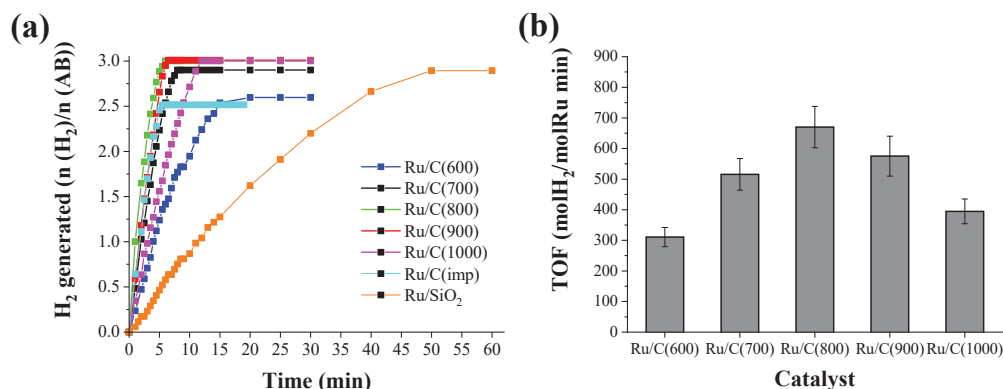 (a)
H₂ generated (n (H₂)/n (AB))
3.0
2.5
2.0
1.5
1.0
0.5
0.0
Ru/C(600)
Ru/C(700)
Ru/C(800)
Ru/C(900)
Ru/C(1000)
Ru/C(imp)
Ru/SiO₂
0 5 10 15 20 25 30 35 40 45 50 55 60
Time (min)
(b)
TOF (molH₂/molRu min)
900
800
700
600
500
400
300
200
100
0
Ru/C(600) Ru/C(700) Ru/C(800) Ru/C(900) Ru/C(1000)
Catalyst